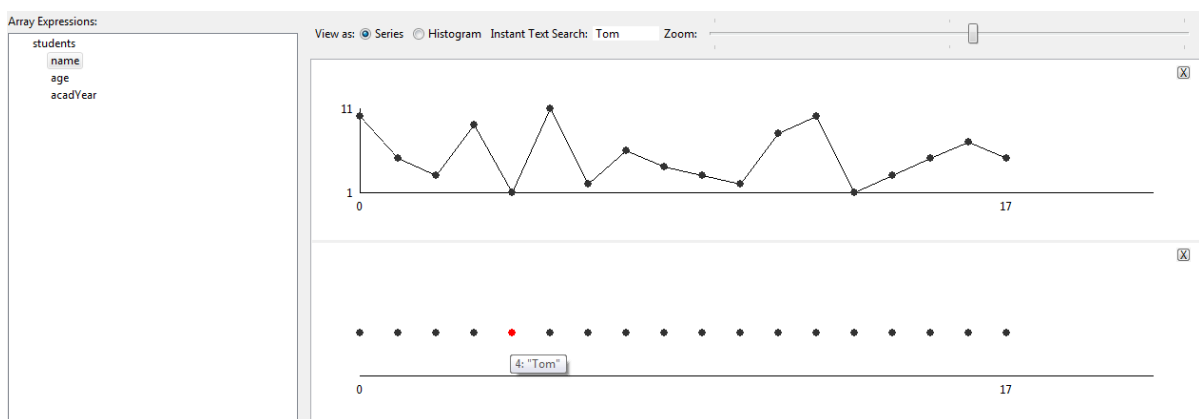 Array Expressions:
students
name
age
acadYear
View as: Series Histogram Instant Text Search: Tom Zoom:
X
11
1
0 17
X
4: "Tom"
0 17